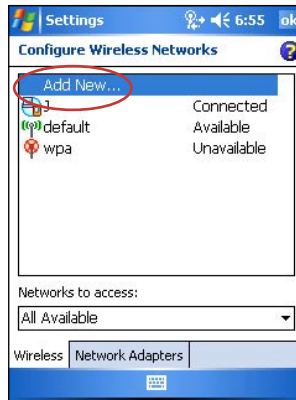 Settings 6:55 ok
Configure Wireless Networks
Add New...
1 Connected
default Available
wpa Unavailable
Networks to access:
All Available
Wireless Network Adapters